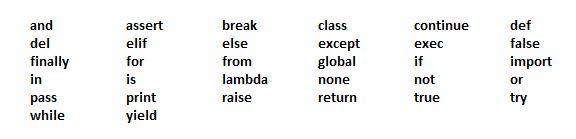 and assert break class continue def
del elif else except exec false
finally for from global if import
in is lambda none not or
pass print raise return true try
while yield